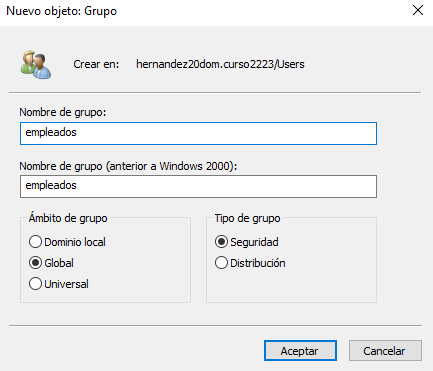 Nuevo objeto: Grupo
Crear en: hernandez20dom.curso2223/Users
Nombre de grupo:
empleados
Nombre de grupo (anterior a Windows 2000):
empleados
Ámbito de grupo
Dominio local
Global
Universal
Tipo de grupo
Seguridad
Distribución
Aceptar
Cancelar